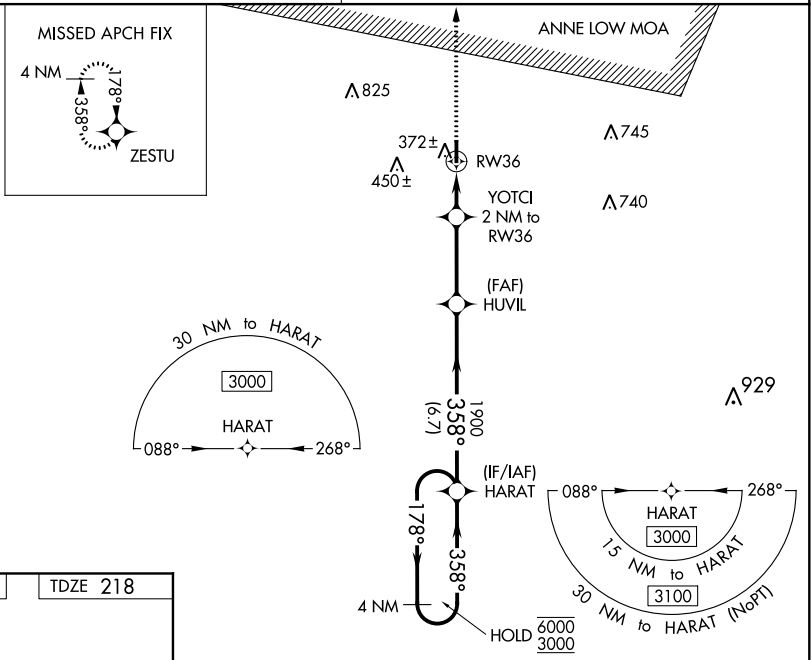 MISSED APCH FIX
4 NM
178°
358°
ZESTU
ANNE LOW MOA
825
745
372±
RW36
450±
740
YOTCI
2 NM to
RW36
(FAF)
HUVIL
929
30 NM to HARAT
3000
HARAT
088°
268°
1900
358°
(6.7)
(IF/IAF)
HARAT
178°
358°
4 NM
HOLD
6000
3000
088°
268°
HARAT
3000
15 NM to HARAT
3100
30 NM to HARAT (NoPT)
TDZE 218